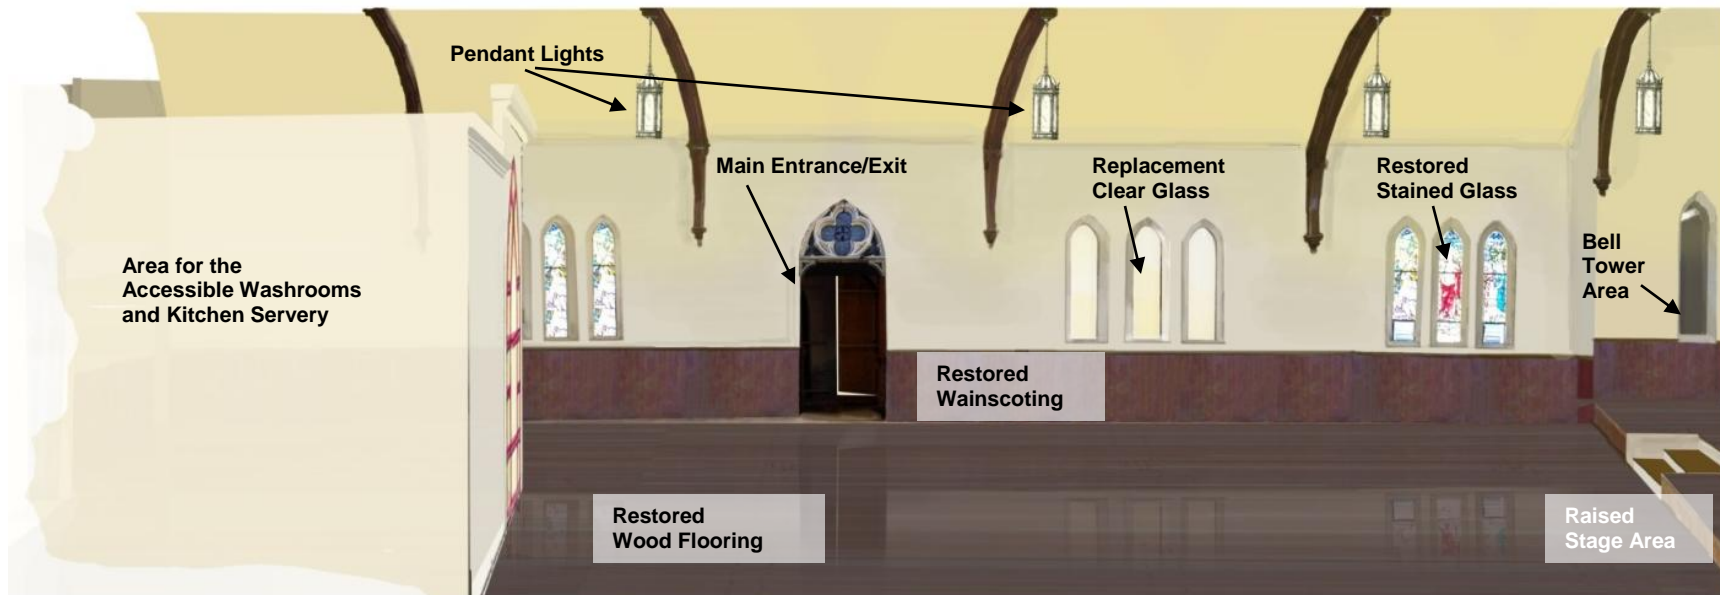 Pendant Lights
Main Entrance/Exit
Replacement
Clear Glass
Restored
Stained Glass
Bell
Tower
Area
Area for the
Accessible Washrooms
and Kitchen Servery
Restored
Wainscoting
Restored
Wood Flooring
Raised
Stage Area